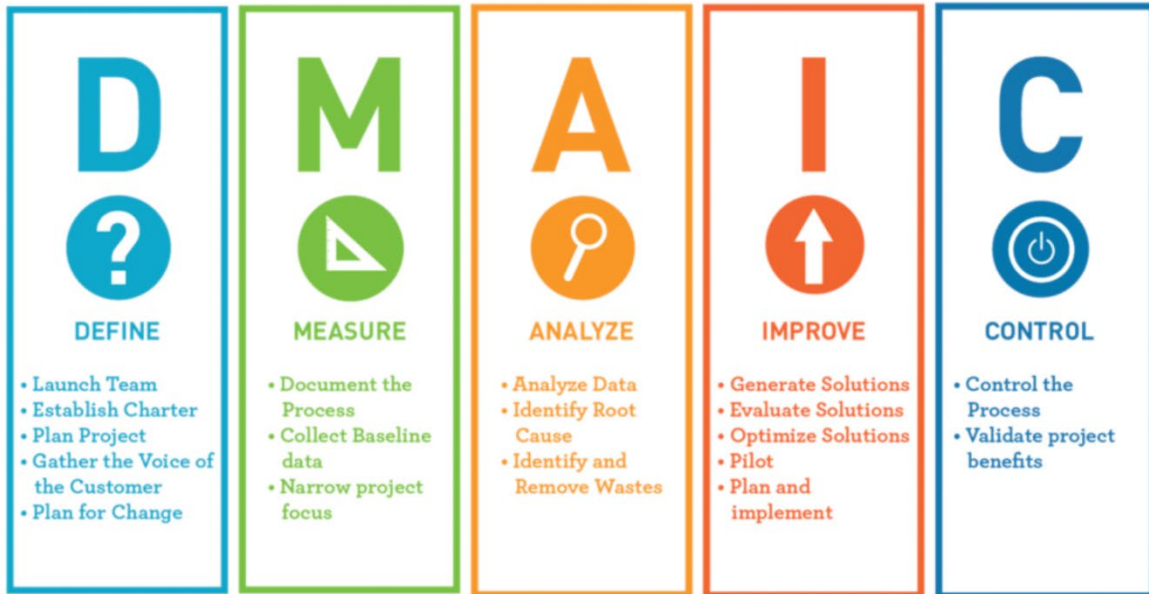 D
M
A
I
C
?
DEFINE
MEASURE
ANALYZE
IMPROVE
CONTROL
• Launch Team
• Establish Charter
• Plan Project
• Gather the Voice of
the Customer
• Plan for Change
• Document the
Process
• Collect Baseline
data
• Narrow project
focus
• Analyze Data
• Identify Root
Cause
• Identify and
Remove Wastes
• Generate Solutions
• Evaluate Solutions
• Optimize Solutions
• Pilot
• Plan and
implement
• Control the
Process
• Validate project
benefits